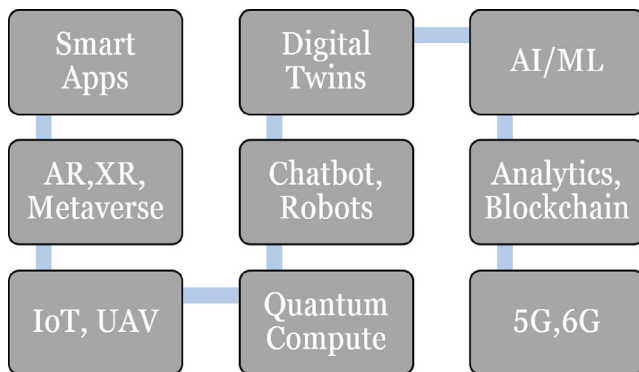 Smart
Apps
Digital
Twins
AI/ML
AR,XR,
Metaverse
Chatbot,
Robots
Analytics,
Blockchain
IoT, UAV
Quantum
Compute
5G,6G